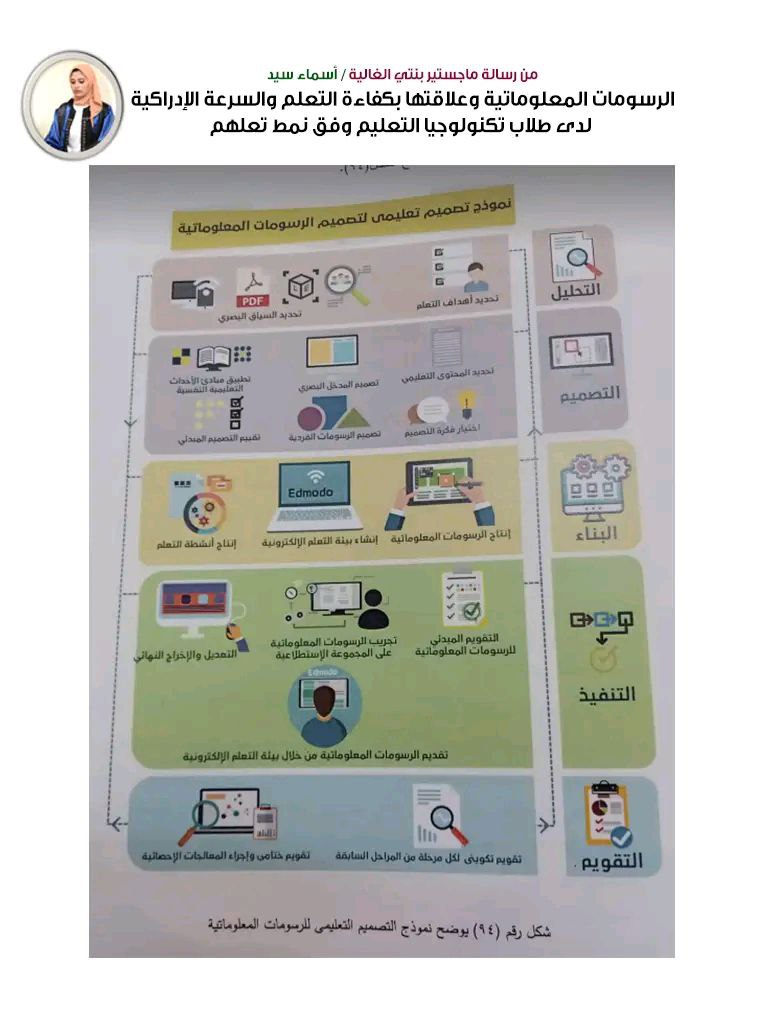 من رسالة ماجستير بنتي الغالية / أسماء سيد
الرسومات المعلوماتية وعلاقتها بكفاءة التعلم والسرعة الإدراكية
لدى طلاب تكنولوجيا التعليم وفق نمط تعلمهم
نموذج تصميم تعليمى لتصميم الرسومات المعلوماتية
التحليل
تحديد أهداف التعلم
تحديد السياق البصري
PDF
التصميم
تحديد المحتوى التعليمي
تصميم المدخل البصري
تطبيق مبادئ الأحداث
التعليمية النفسية
اختيار فكرة التصميم
تصميم الرسومات الفردية
تقييم التصميم المبدئي
البناء
إنتاج الرسومات المعلوماتية
Edmodo
إنشاء بيئة التعلم الإلكترونية
إنتاج أنشطة التعلم
التنفيذ
التقويم المبدئي
للرسومات المعلوماتية
تجريب الرسومات المعلوماتية
على المجموعة الإستطلاعية
التعديل والإخراج النهائي
Edmodo
تقديم الرسومات المعلوماتية من خلال بيئة التعلم الإلكترونية
التقويم
تقويم تكوينى لكل مرحلة من المراحل السابقة
تقويم ختامى وإجراء المعالجات الإحصائية
شكل رقم (٩٤) يوضح نموذج التصميم التعليمى للرسومات المعلوماتية